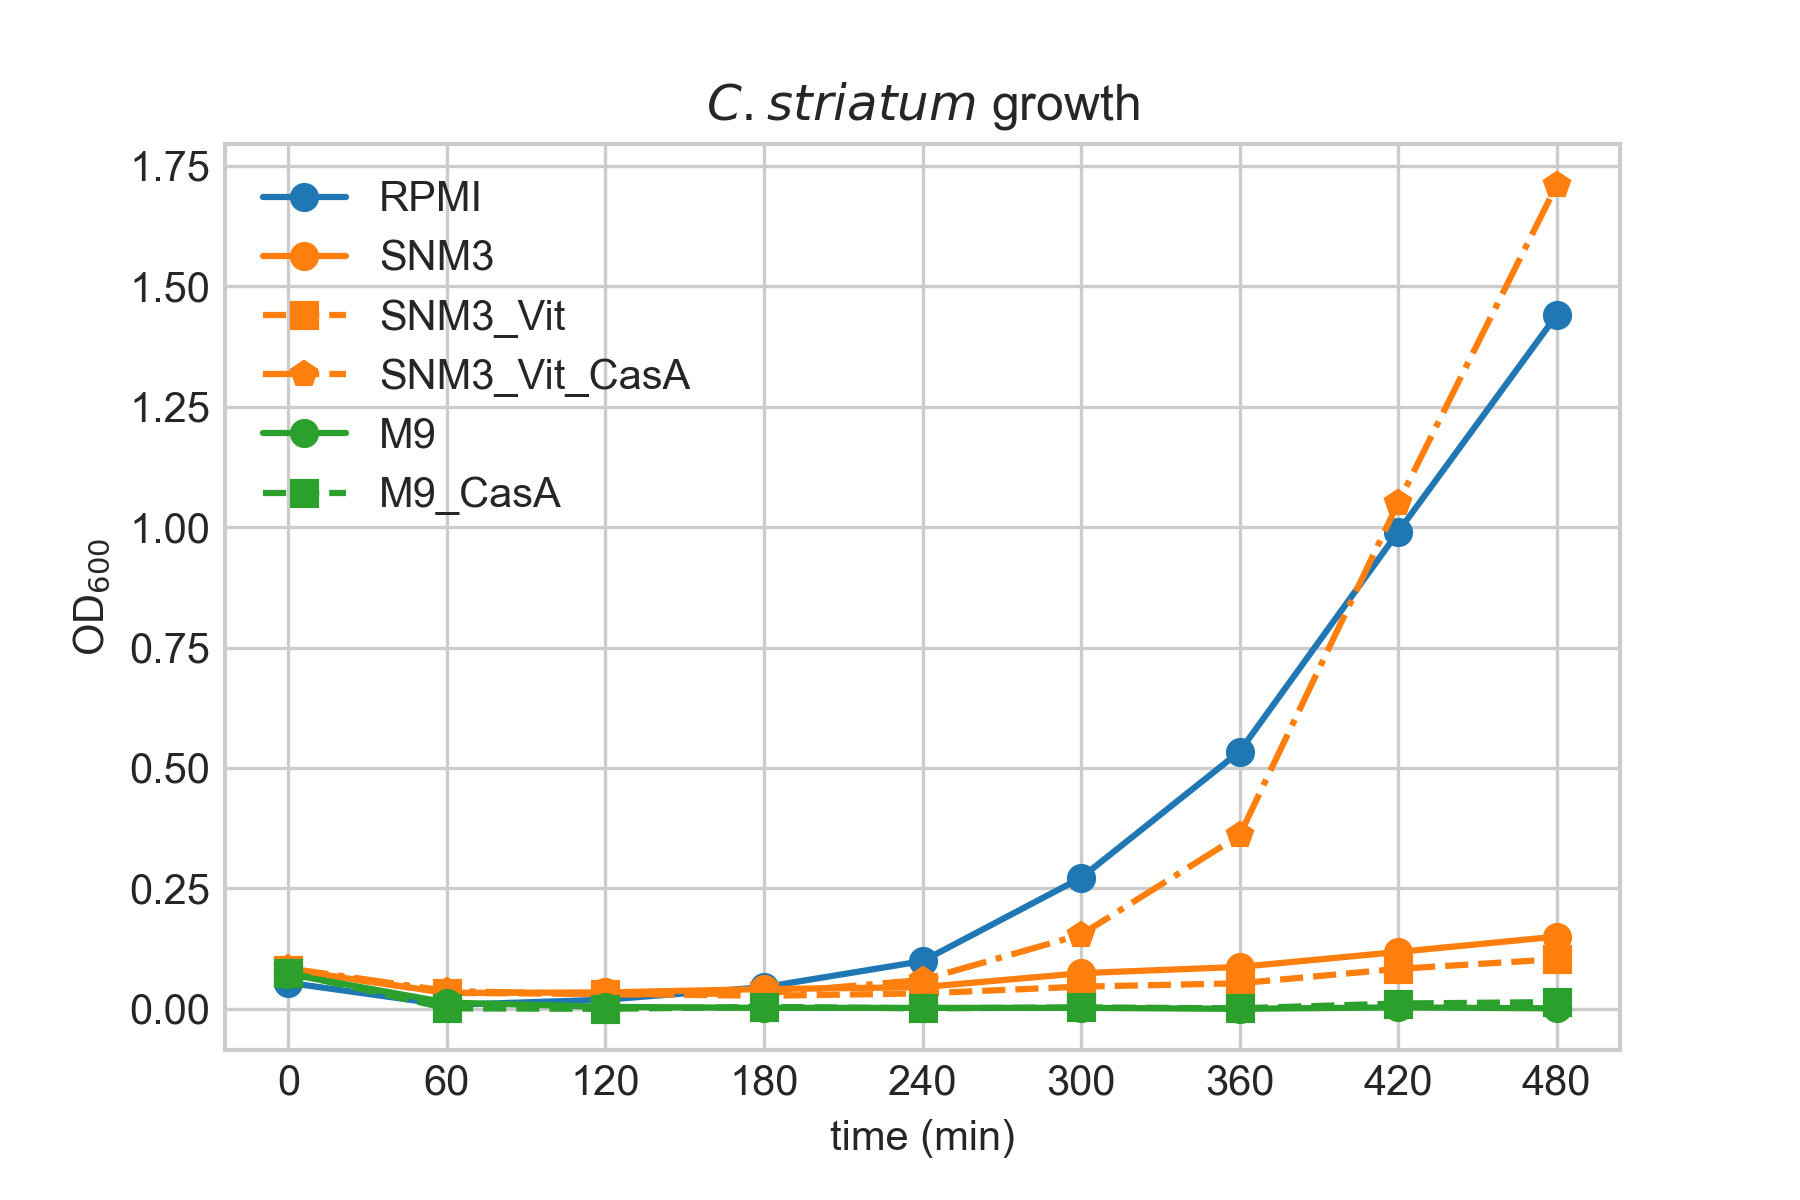 C. striatum growth
1.75
1.50
1.25
1.00
0.75
0.50
0.25
0.00
OD600
RPMI
SNM3
SNM3_Vit
SNM3_Vit_CasA
M9
M9_CasA
0 60 120 180 240 300 360 420 480
time (min)